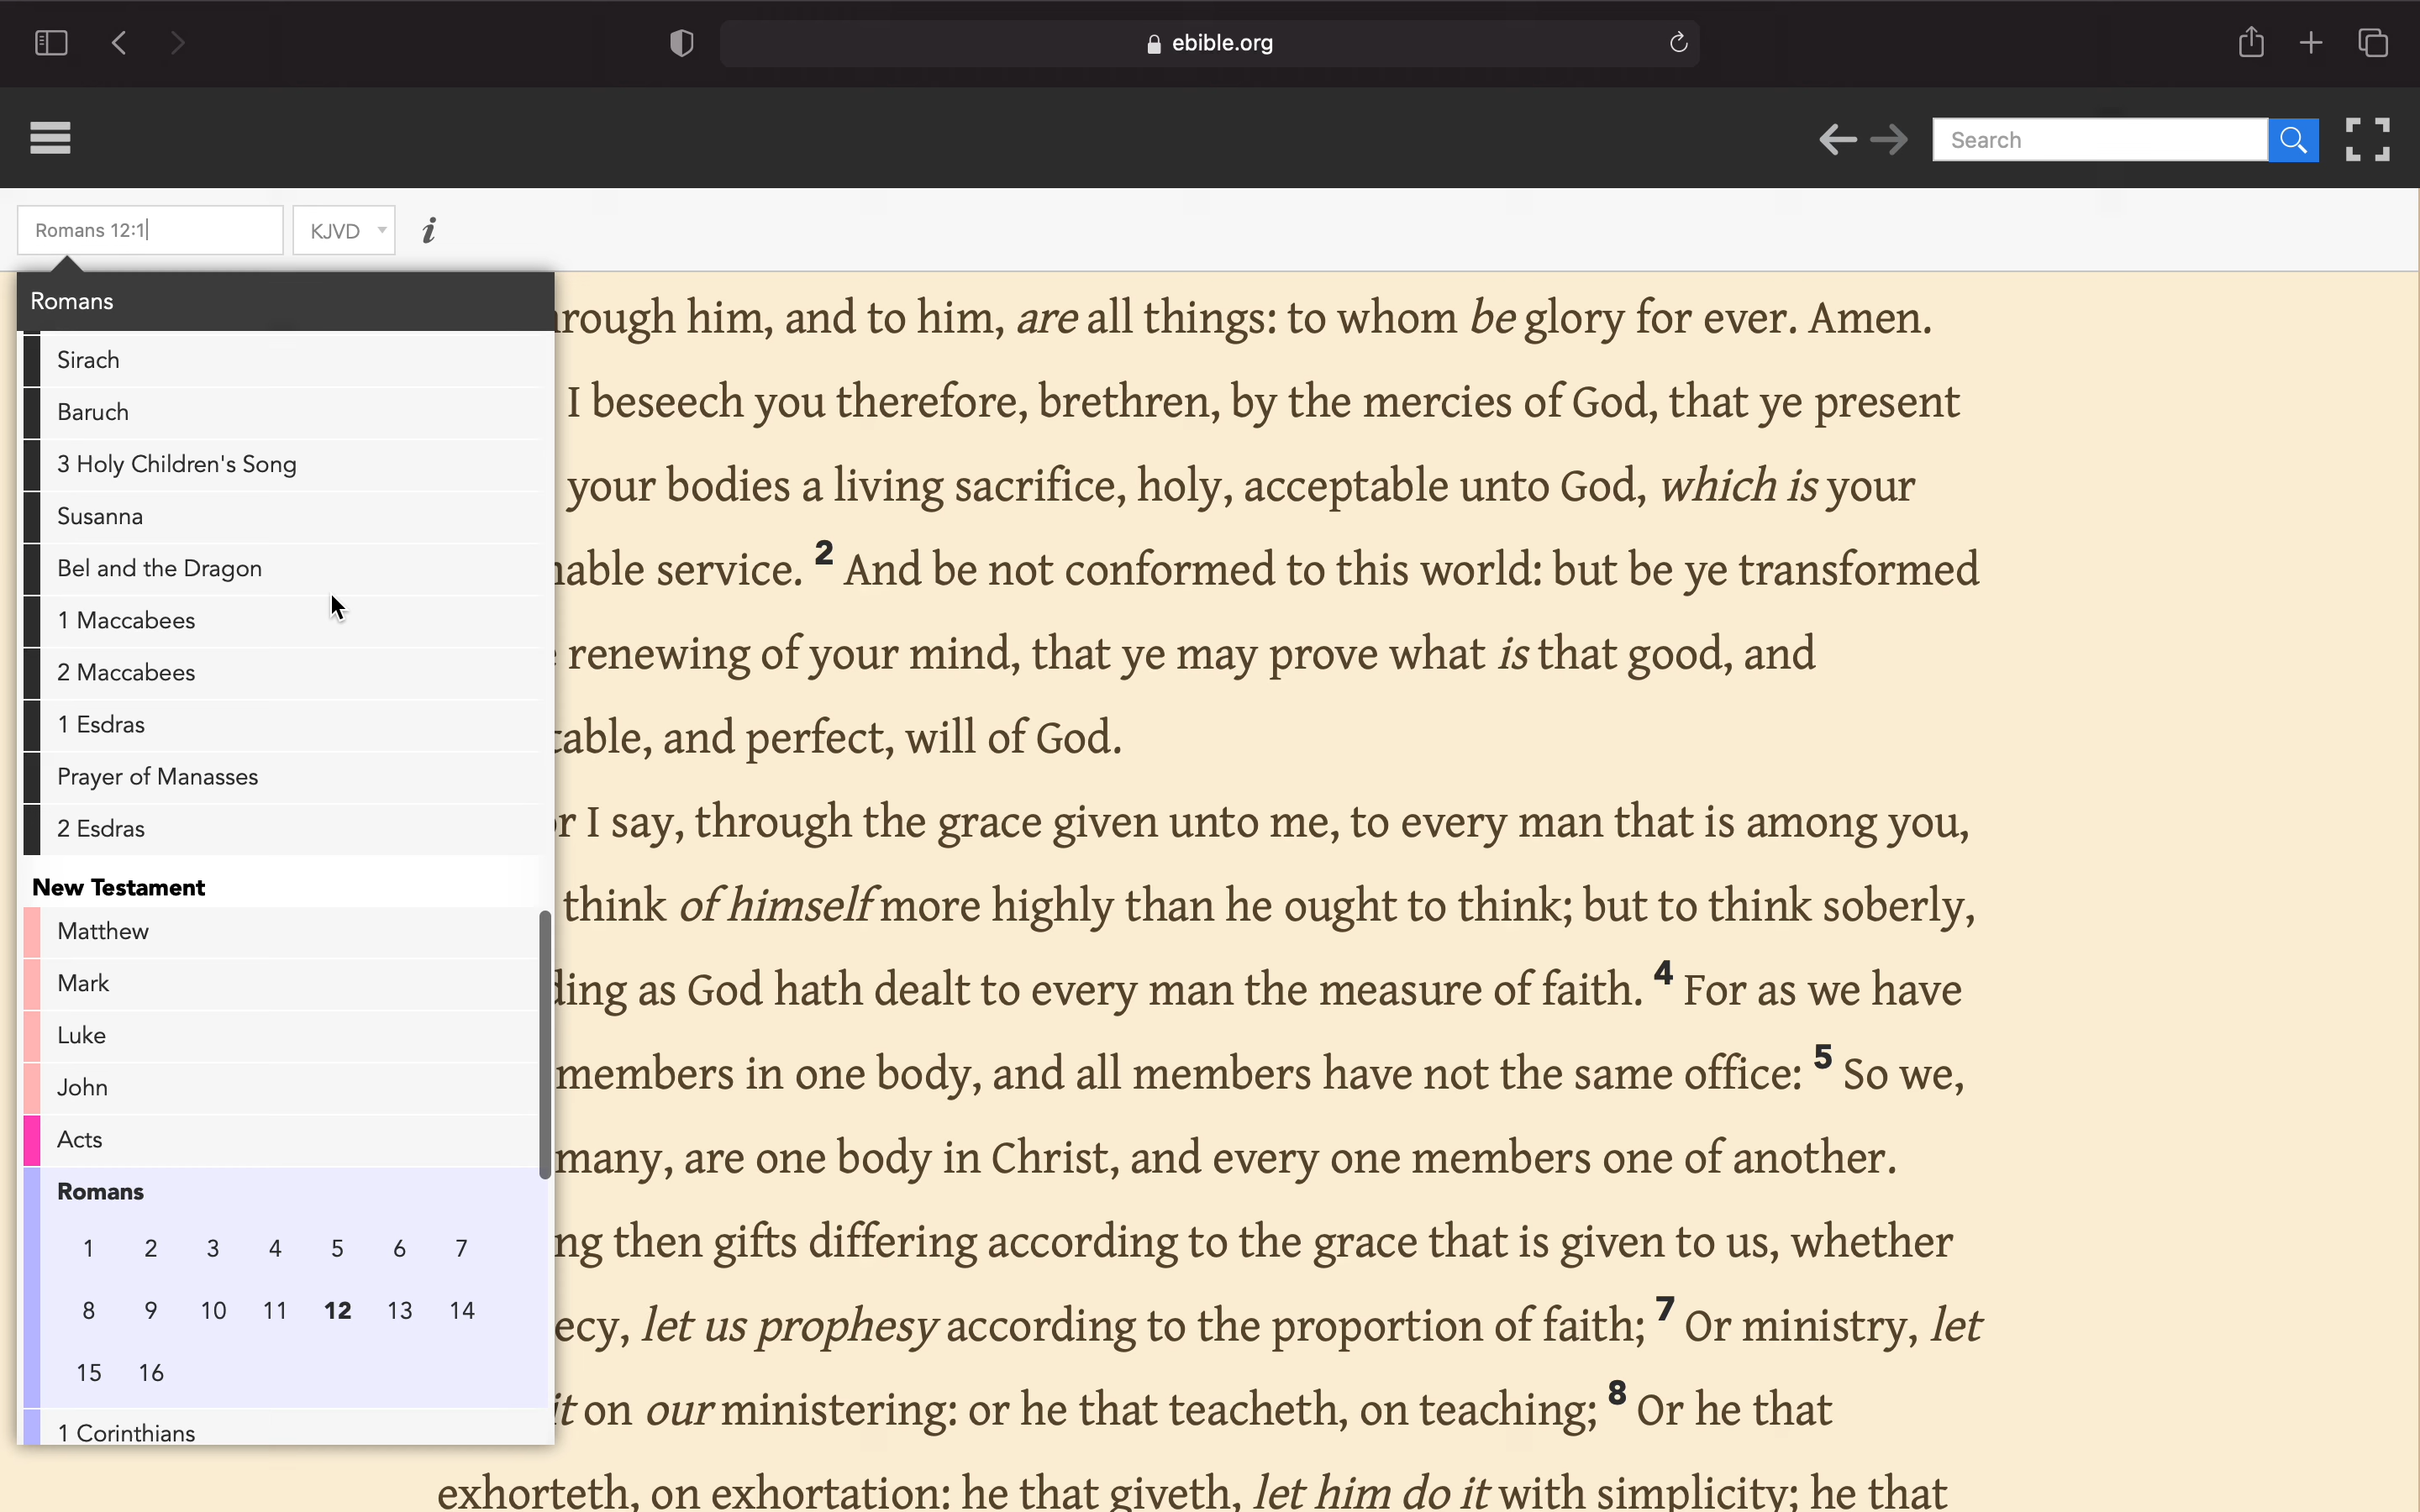 ebible.org
Search
Romans 12:1
KJVD
i
Romans
Sirach
Baruch
3 Holy Children's Song
Susanna
Bel and the Dragon
1 Maccabees
2 Maccabees
1 Esdras
Prayer of Manasses
2 Esdras
New Testament
Matthew
Mark
Luke
John
Acts
Romans
1 2 3 4 5 6 7
8 9 10 11 12 13 14
15 16
1 Corinthians
him, and to him, are all things: to whom be glory for ever. Amen.
I beseech you therefore, brethren, by the mercies of God, that ye present
your bodies a living sacrifice, holy, acceptable unto God, which is your
service. 2 And be not conformed to this world: but be ye transformed
renewing of your mind, that ye may prove what is that good, and
and perfect, will of God.
I say, through the grace given unto me, to every man that is among you,
think of himself more highly than he ought to think; but to think soberly,
as God hath dealt to every man the measure of faith. 4 For as we have
members in one body, and all members have not the same office: 5 So we,
many, are one body in Christ, and every one members one of another.
then gifts differing according to the grace that is given to us, whether
let us prophesy according to the proportion of faith; 7 Or ministry, let
on our ministering: or he that teacheth, on teaching; 8 Or he that
exhorteth, on exhortation: he that giveth, let him do it with simplicity; he that